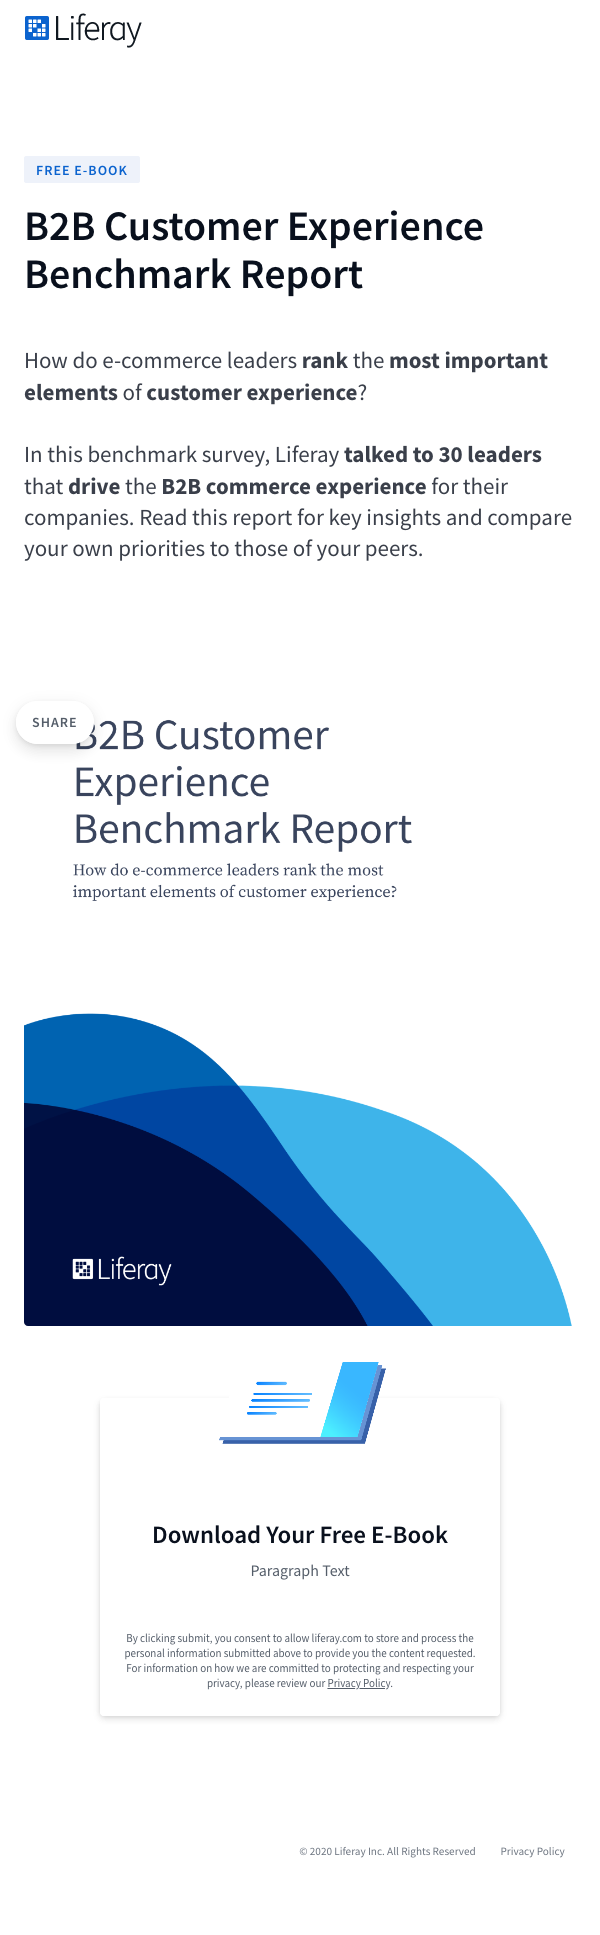 Liferay
FREE E-BOOK
B2B Customer Experience
Benchmark Report
How do e-commerce leaders rank the most important
elements of customer experience?
In this benchmark survey, Liferay talked to 30 leaders
that drive the B2B commerce experience for their
companies. Read this report for key insights and compare
your own priorities to those of your peers.
SHARE
B2B Customer
Experience
Benchmark Report
How do e-commerce leaders rank the most
important elements of customer experience?
Liferay
Download Your Free E-Book
Paragraph Text
By clicking submit, you consent to allow liferay.com to store and process the
personal information submitted above to provide you the content requested.
For information on how we are committed to protecting and respecting your
privacy, please review our Privacy Policy.
© 2020 Liferay Inc. All Rights Reserved Privacy Policy